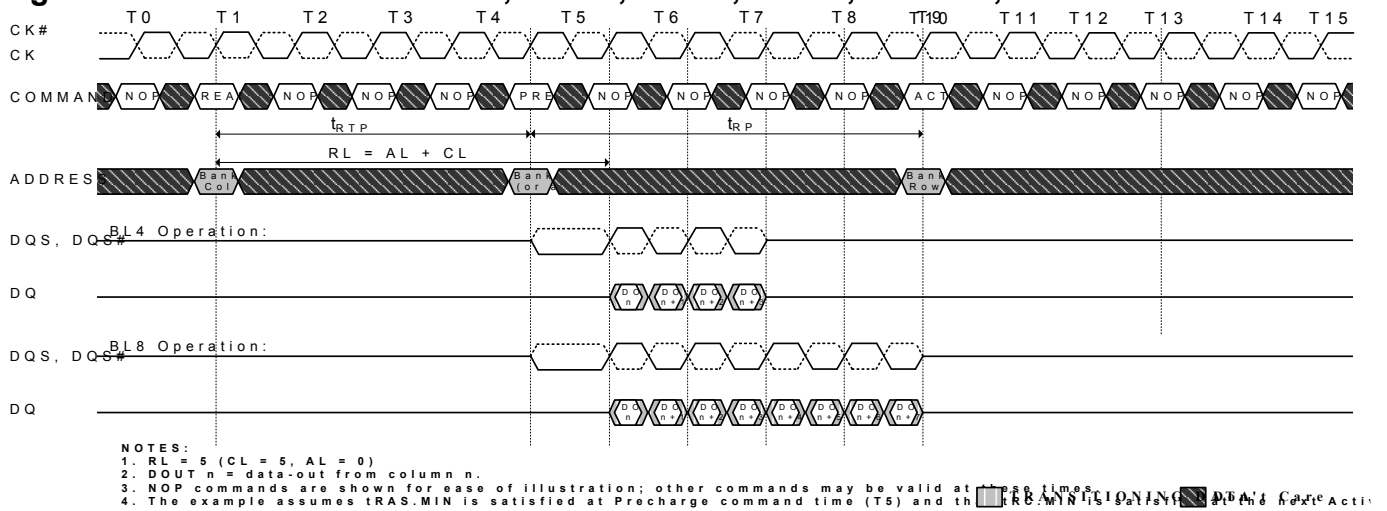 T0 T1 T2 T3 T4 T5 T6 T7 T8 T9 T10 T11 T12 T13 T14 T15
CK#
CK
COMMAND NOP REA NOP NOP NOP PRE NOP NOP NOP NOP ACT NOP NOP NOP NOP NOP
tRTP tRP
RL = AL + CL
ADDRESS Bank Bank Bank
Col (or Row
BL4 Operation:
DQS, DQS#
DQ
n n+ n+2 n+3
BL8 Operation:
DQS, DQS#
DQ
n
NOTES:
1. RL = 5 (CL = 5, AL = 0)
2. DOUT n = data-out from column n.
3. NOP commands are shown for ease of illustration; other commands may be valid at these times.
4. The example assumes tRAS.MIN is satisfied at Precharge command time (T5) and that tRC.MIN is satisfied at the next Activ
TRANSITIONING DATA Don't Care